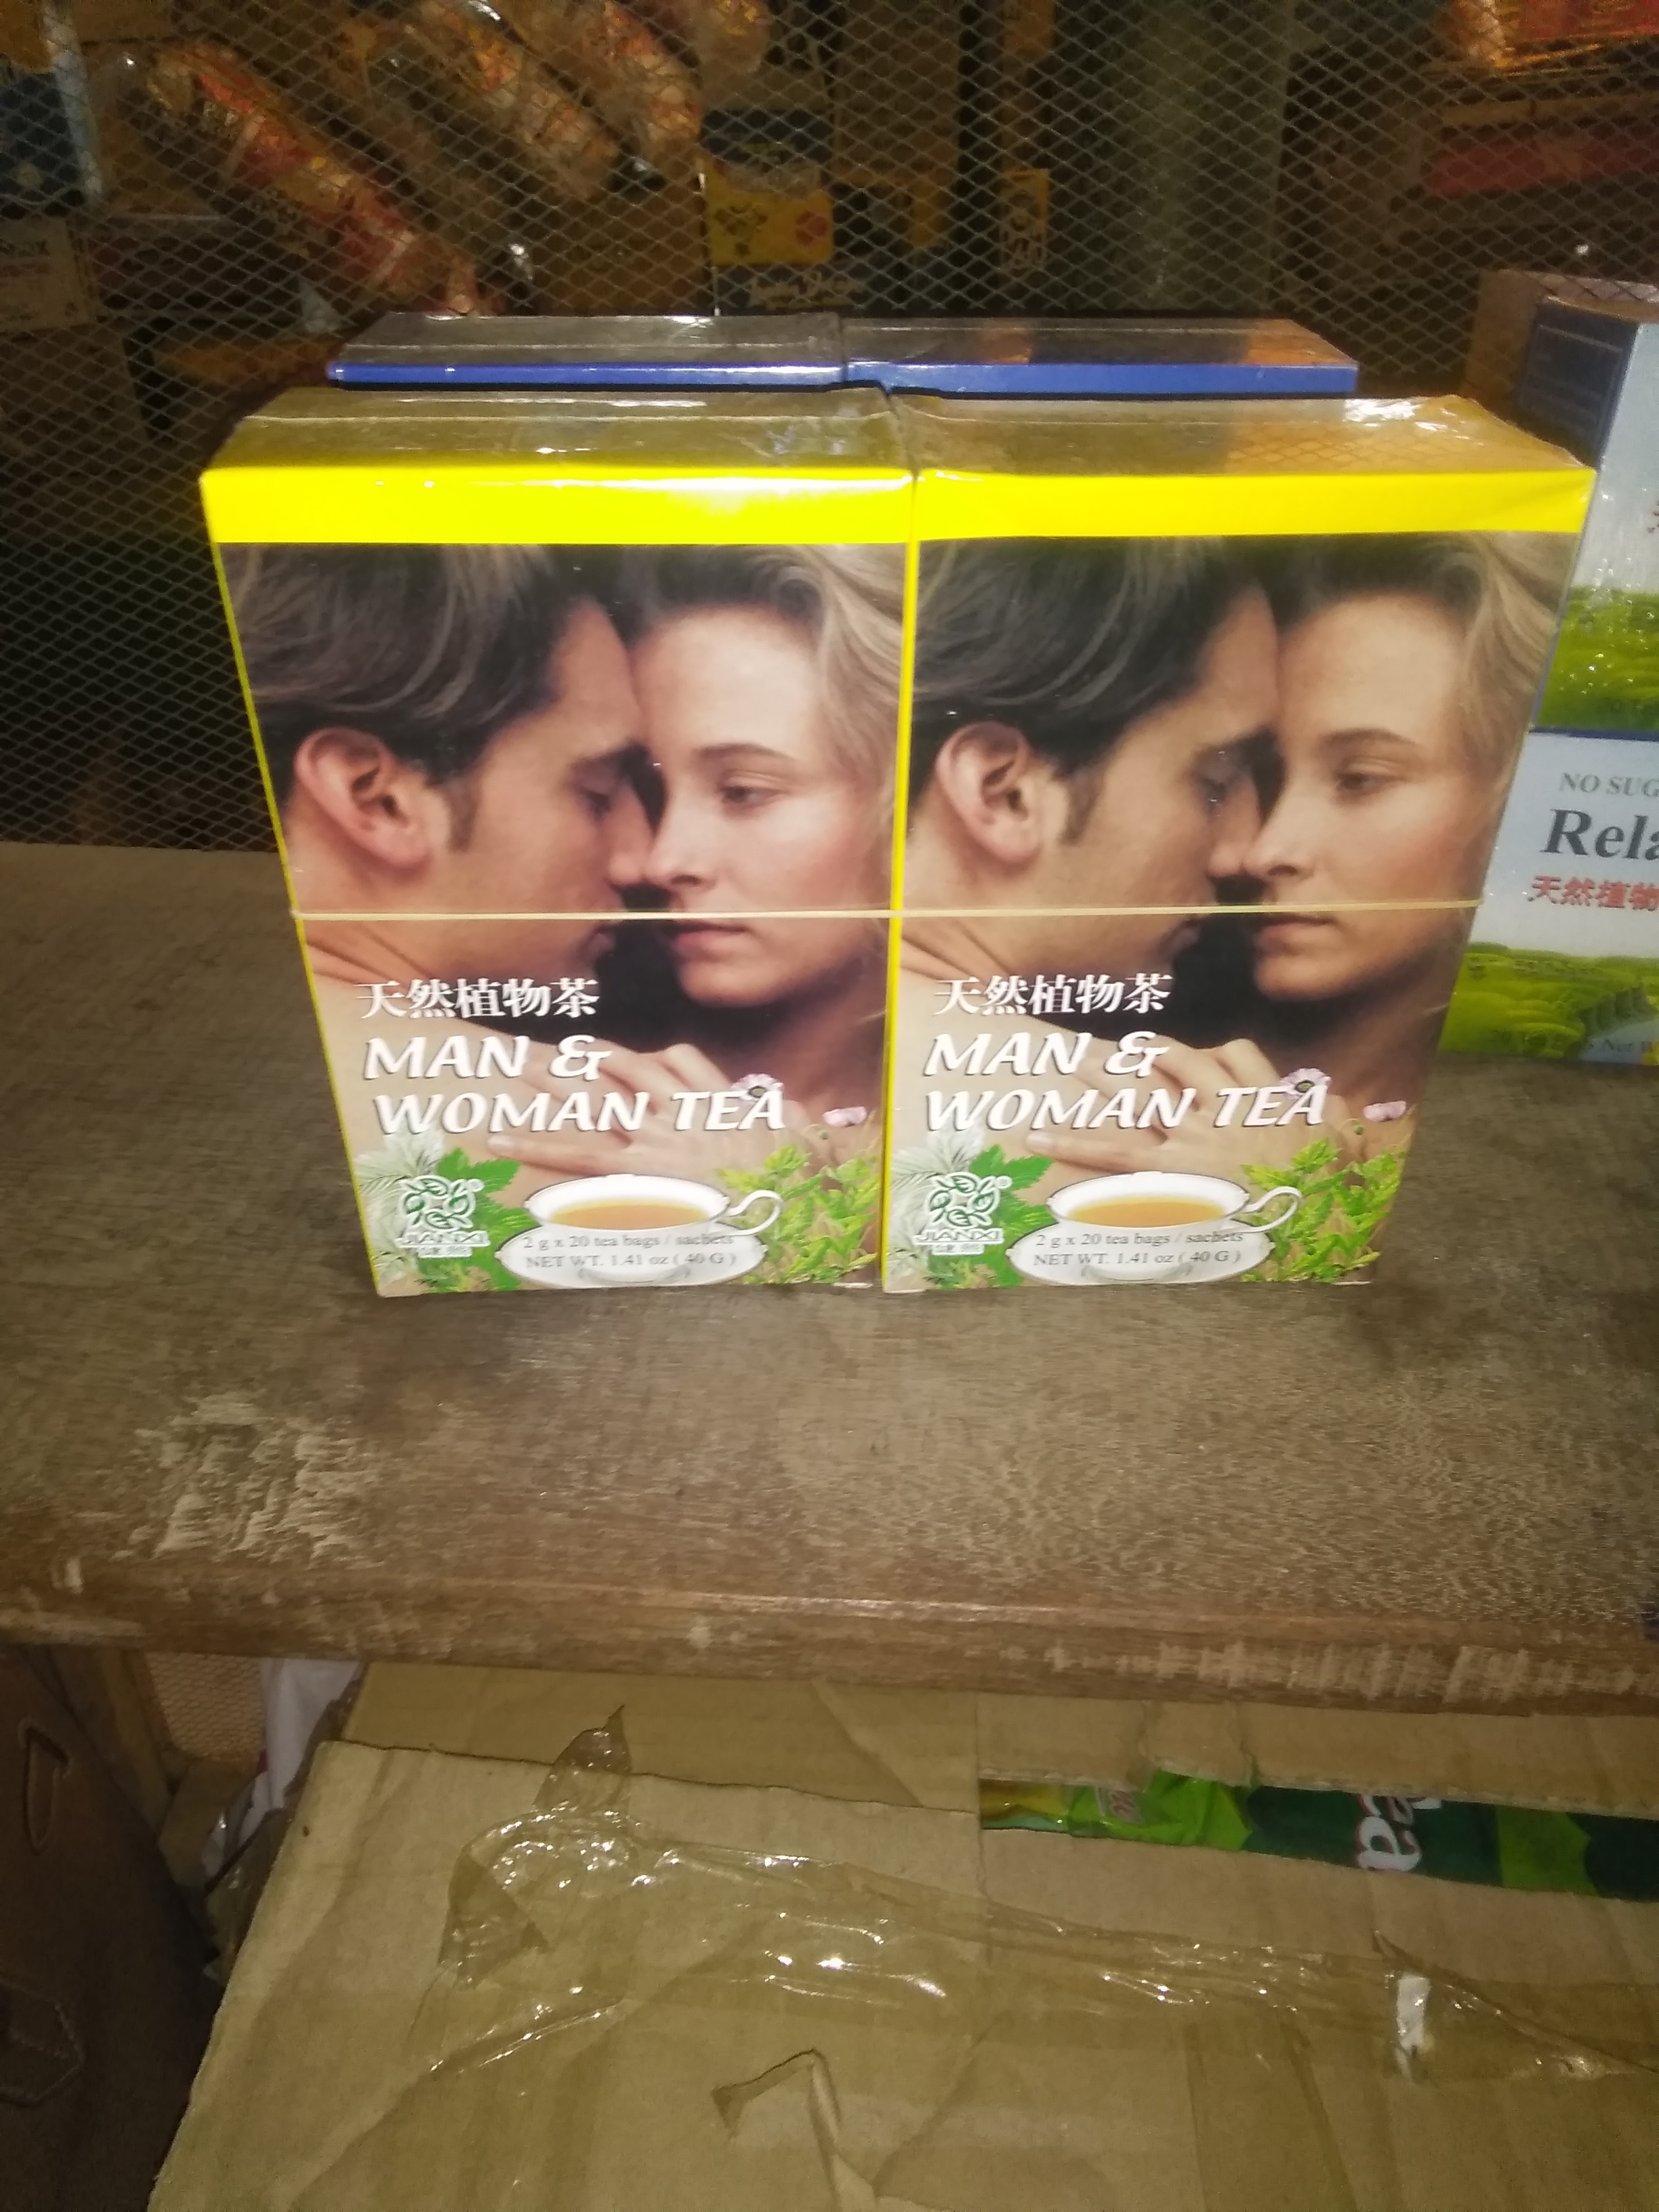 天然植物茶
MAN &
WOMAN TEA
JIANXI
2 g x 20 tea bags / sachets
NET WT. 1.41 oz ( 40 G )
天然植物茶
MAN &
WOMAN TEA
JIANXI
2 g x 20 tea bags / sachets
NET WT. 1.41 oz ( 40 G )
NO SUG
Rela
天然植物